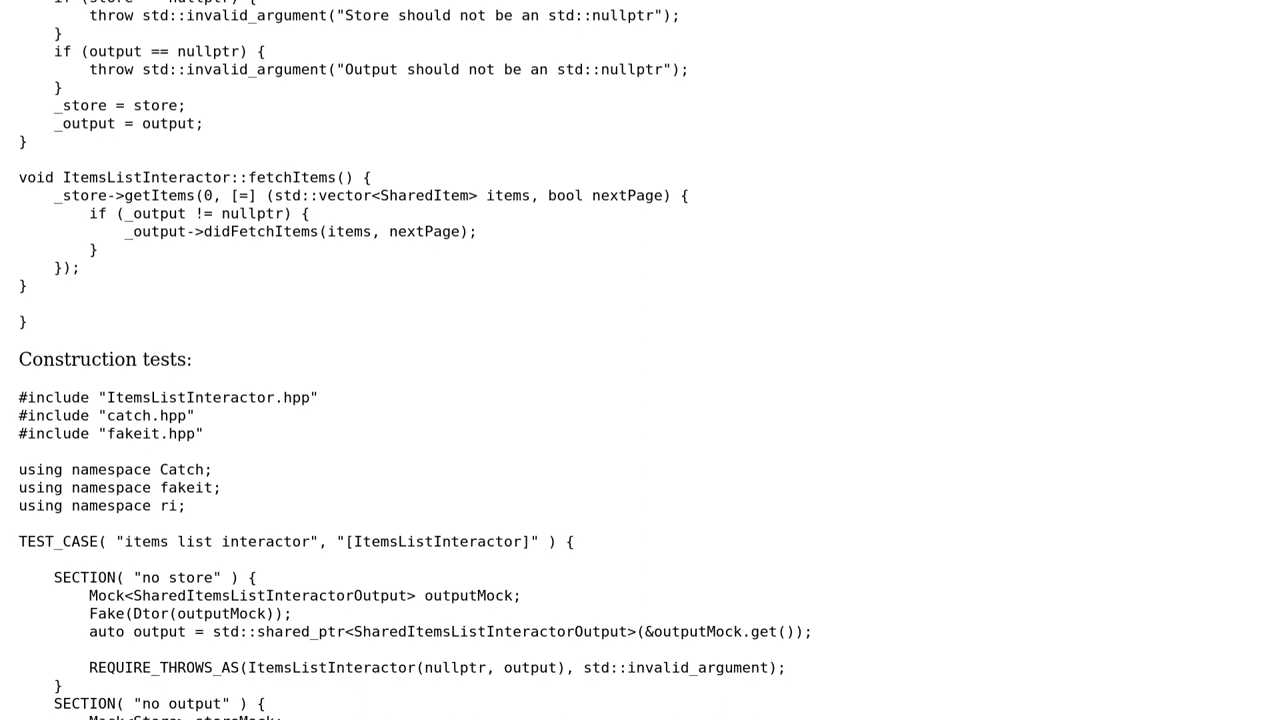 throw std::invalid_argument("Store should not be an std::nullptr");
}
if (output == nullptr) {
throw std::invalid_argument("Output should not be an std::nullptr");
}
_store = store;
_output = output;
}
void ItemsListInteractor::fetchItems() {
_store->getItems(0, [=] (std::vector<SharedItem> items, bool nextPage) {
if (_output != nullptr) {
_output->didFetchItems(items, nextPage);
}
});
}
}
Construction tests:
#include "ItemsListInteractor.hpp"
#include "catch.hpp"
#include "fakeit.hpp"
using namespace Catch;
using namespace fakeit;
using namespace ri;
TEST_CASE( "items list interactor", "[ItemsListInteractor]" ) {
SECTION( "no store" ) {
Mock<SharedItemsListInteractorOutput> outputMock;
Fake(Dtor(outputMock));
auto output = std::shared_ptr<SharedItemsListInteractorOutput>(&outputMock.get());
REQUIRE_THROWS_AS(ItemsListInteractor(nullptr, output), std::invalid_argument);
}
SECTION( "no output" ) {